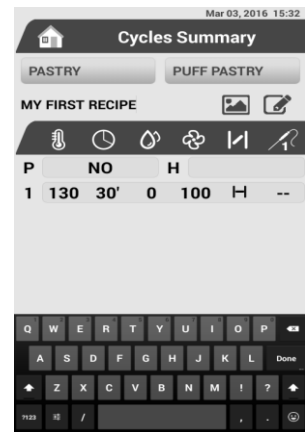 Mar 03, 2016 15:32
Cycles Summary
PASTRY PUFF PASTRY
MY FIRST RECIPE
P NO H
1 130 30' 0 100 --
Q W E R T Y U I O P
A S D F G H J K L Done
Z X C V B N M ! ?
?123 / , .